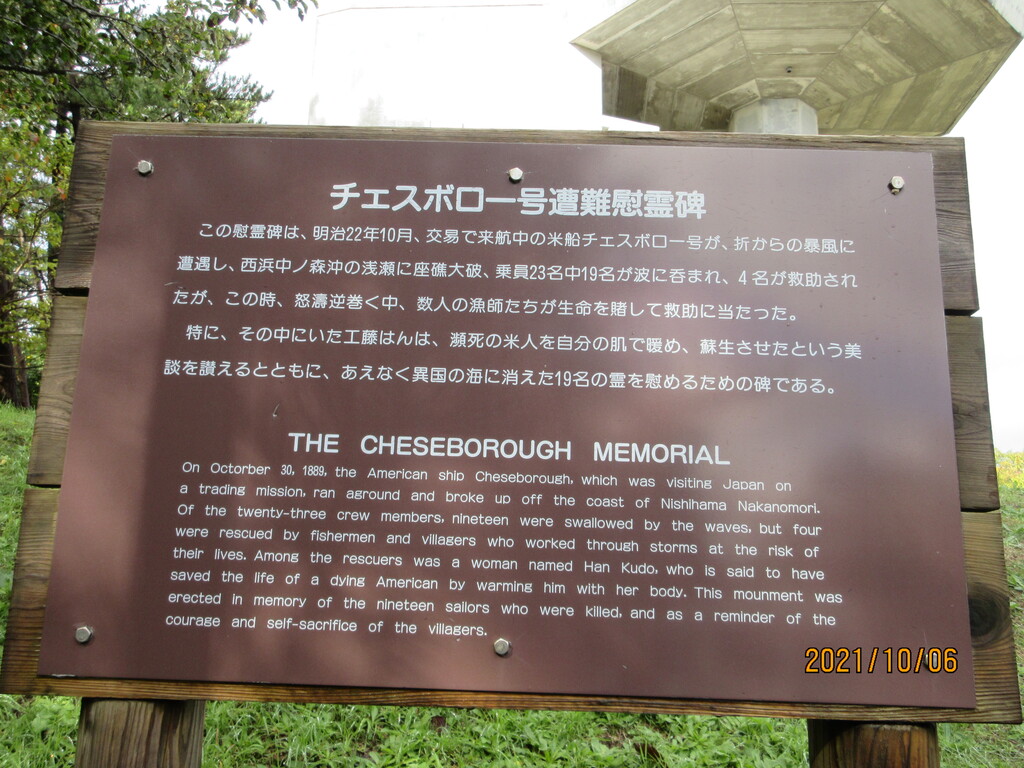 チェスボロー号遭難慰霊碑
この慰霊碑は、明治22年10月、交易で来航中の米船チェスボロー号が、折からの暴風に
遭遇し、西浜中ノ森沖の浅瀬に座礁大破、乗員23名中19名が波に呑まれ、4名が救助され
たが、この時、怒濤逆巻く中、数人の漁師たちが生命を賭して救助に当たった。
特に、その中にいた工藤はんは、瀕死の米人を自分の肌で暖め、蘇生させたという美
談を讃えるとともに、あえなく異国の海に消えた19名の霊を慰めるための碑である。
THE CHESEBOROUGH MEMORIAL
On Octorber 30, 1889, the American ship Cheseborough, which was visiting Japan on
a trading mission, ran aground and broke up off the coast of Nishihama Nakanomori.
Of the twenty-three crew members, nineteen were swallowed by the waves, but four
were rescued by fishermen and villagers who worked through storms at the risk of
their lives. Among the rescuers was a woman named Han Kudo, who is said to have
saved the life of a dying American by warming him with her body. This mounment was
erected in memory of the nineteen sailors who were killed, and as a reminder of the
courage and self-sacrifice of the villagers.
2021/10/06